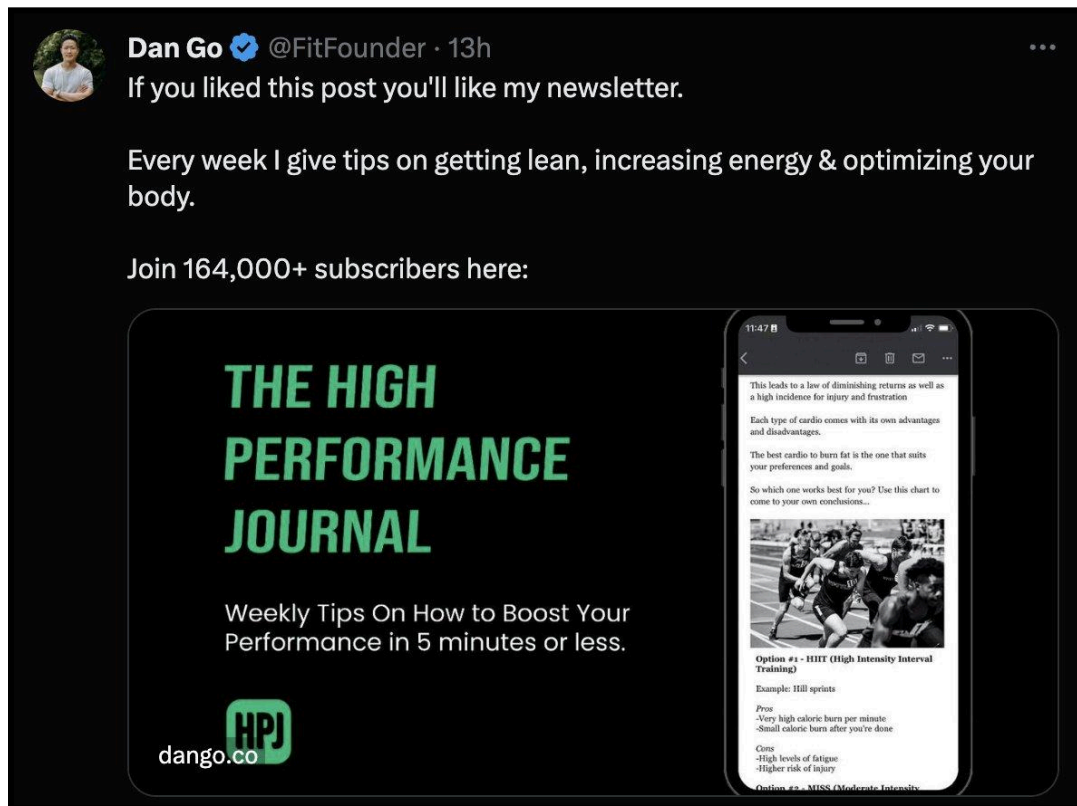 Dan Go @FitFounder · 13h
If you liked this post you'll like my newsletter.
Every week I give tips on getting lean, increasing energy & optimizing your
body.
Join 164,000+ subscribers here:
THE HIGH
PERFORMANCE
JOURNAL
Weekly Tips On How to Boost Your
Performance in 5 minutes or less.
HPJ
dango.co
11:47
This leads to a law of diminishing returns as well as
a high incidence for injury and frustration
Each type of cardio comes with its own advantages
and disadvantages.
The best cardio to burn fat is the one that suits
your preferences and goals.
So which one works best for you? Use this chart to
come to your own conclusions...
Option #1 - HIIT (High Intensity Interval
Training)
Example: Hill sprints
Pros
-Very high caloric burn per minute
-Small caloric burn after you're done
Cons
-High levels of fatigue
-Higher risk of injury
Option #2 - MISS (Moderate Intensity